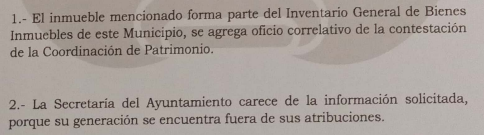 1.- El inmueble mencionado forma parte del Inventario General de Bienes
Inmuebles de este Municipio, se agrega oficio correlativo de la contestación
de la Coordinación de Patrimonio.
2.- La Secretaría del Ayuntamiento carece de la información solicitada,
porque su generación se encuentra fuera de sus atribuciones.